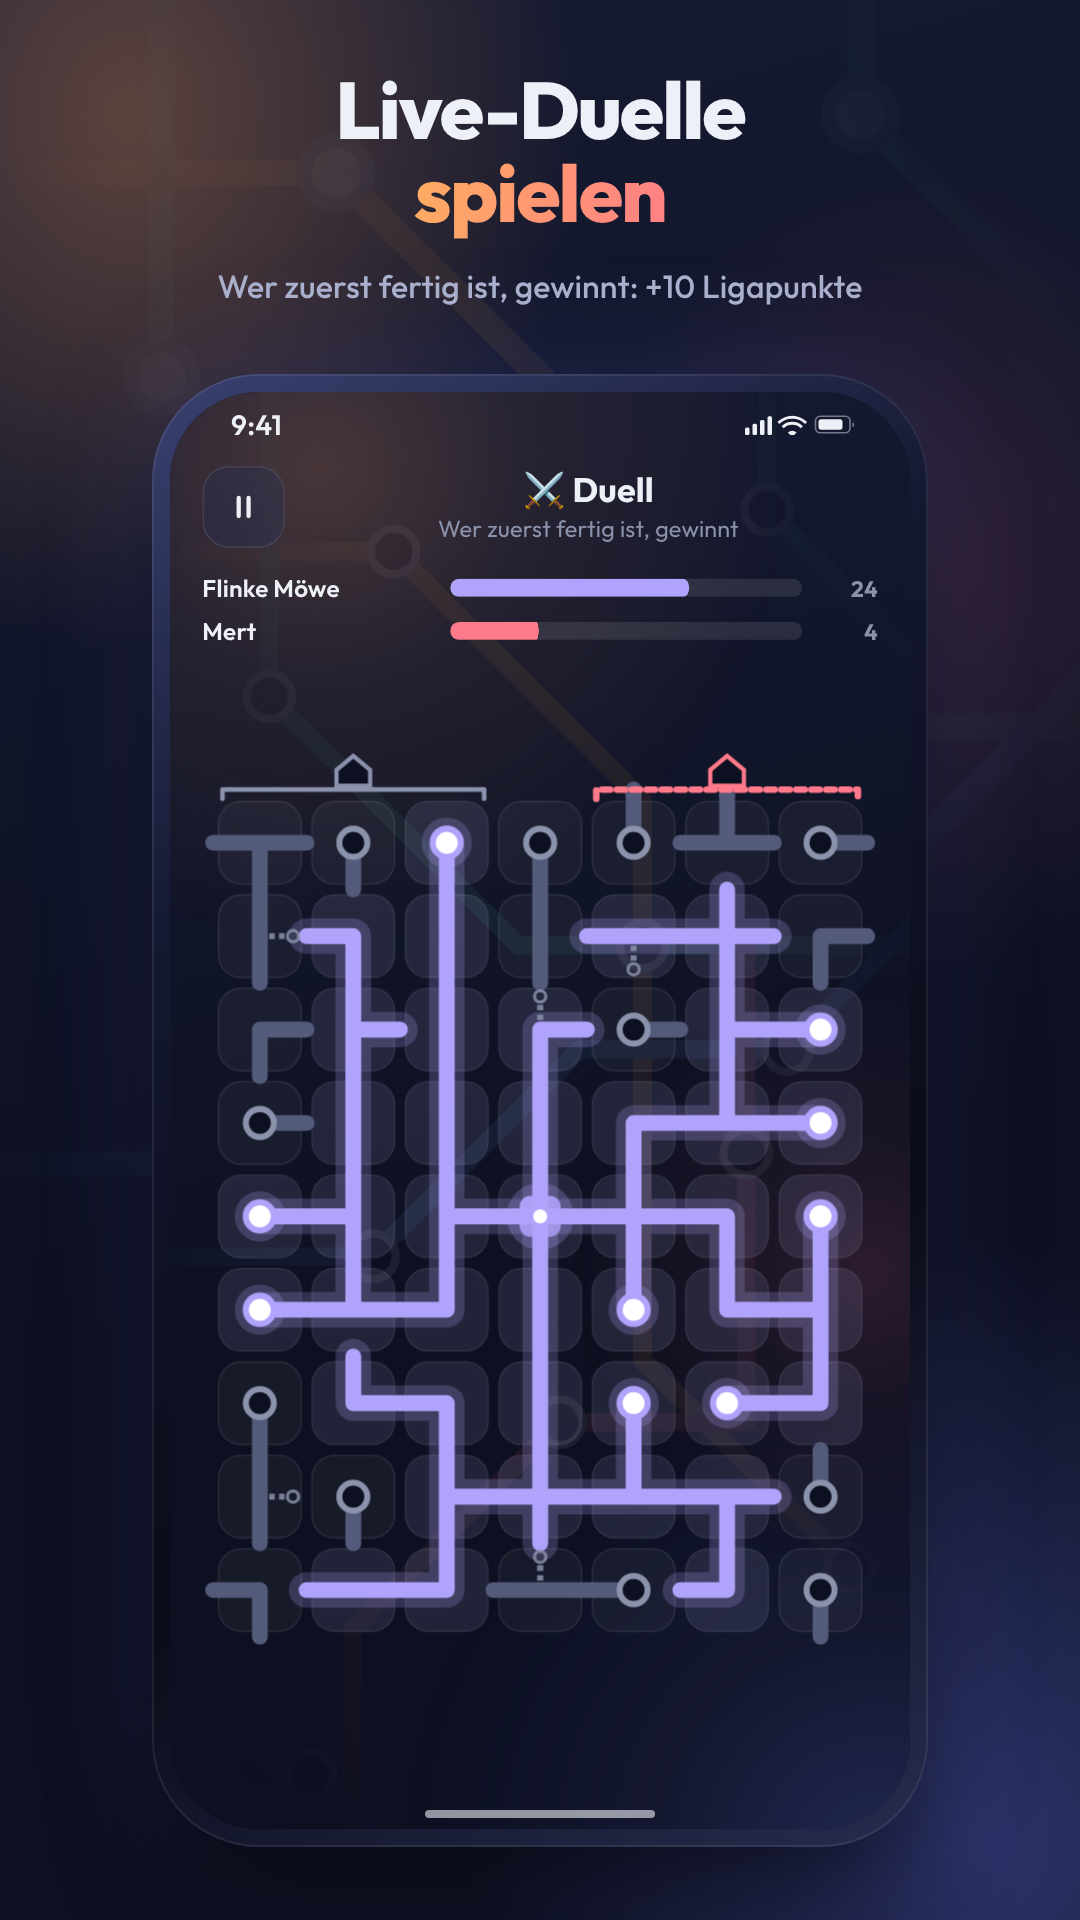 Live-Duelle
spielen
Wer zuerst fertig ist, gewinnt: +10 Ligapunkte
9:41
⚔️ Duell
Wer zuerst fertig ist, gewinnt
Flinke Möwe 24
Mert 4